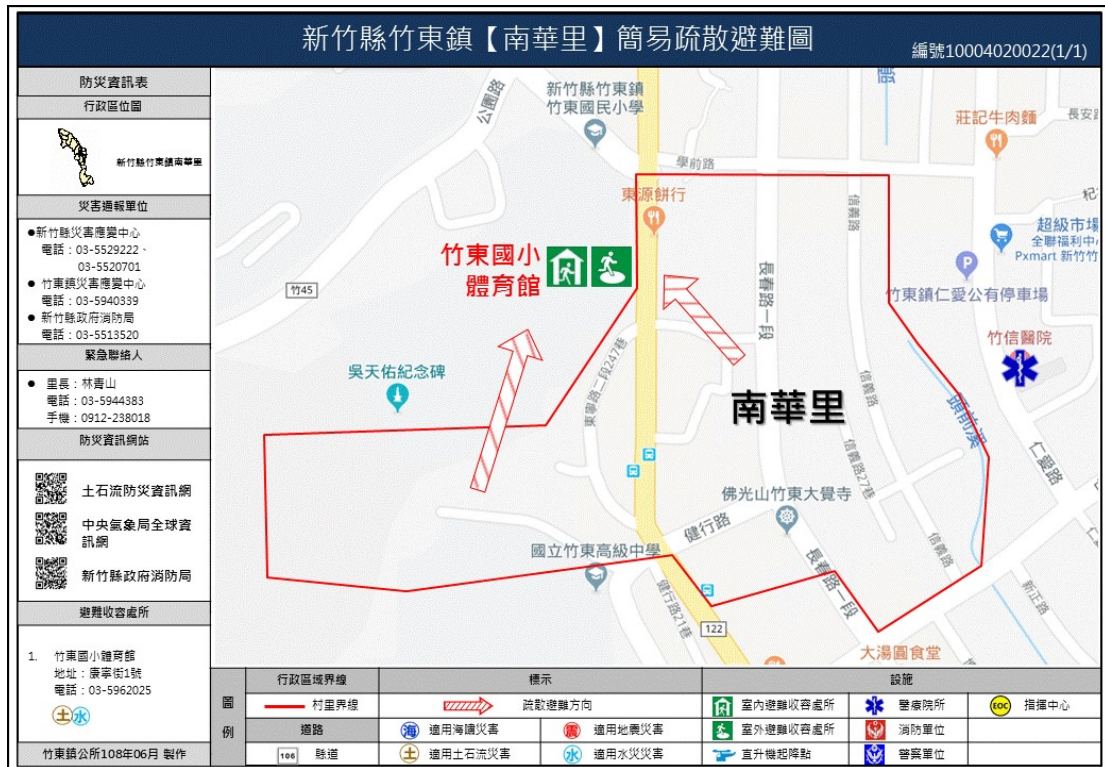 新竹縣竹東鎮【南華里】簡易疏散避難圖
編號10004020022(1/1)
防災資訊表
行政區位圖
新竹縣竹東鎮南華里
災害通報單位
●新竹縣災害應變中心
電話：03-5529222、
03-5520701
● 竹東鎮災害應變中心
電話：03-5940339
● 新竹縣政府消防局
電話：03-5513520
緊急聯絡人
● 里長：林青山
電話：03-5944383
手機：0912-238018
防災資訊網站
土石流防災資訊網
中央氣象局全球資
訊網
新竹縣政府消防局
避難收容處所
1. 竹東國小體育館
地址：康寧街1號
電話：03-5962025
土 水
竹東鎮公所108年06月 製作
公園路
新竹縣竹東鎮
竹東國民小學
學前路
莊記牛肉麵
長安路
東源餅行
信義路
超級市場
全聯福利中心
Pxmart 新竹竹
竹東國小
體育館
竹45
長春路一段
竹東鎮仁愛公有停車場
竹信醫院
東寧路二段247巷
吳天佑紀念碑
信義路
南華里
頭前溪
仁愛路
信義路27巷
佛光山竹東大覺寺
健行路
國立竹東高級中學
長春路一段
信義路
健行路21巷
新正路
122
大湯圓食堂
圖例
行政區域界線
標示
設施
村里界線
疏散避難方向
室內避難收容處所
醫療院所
EOC 指揮中心
道路
海 適用海嘯災害
震 適用地震災害
室外避難收容處所
消防單位
106 縣道
土 適用土石流災害
水 適用水災災害
直升機起降點
警察單位